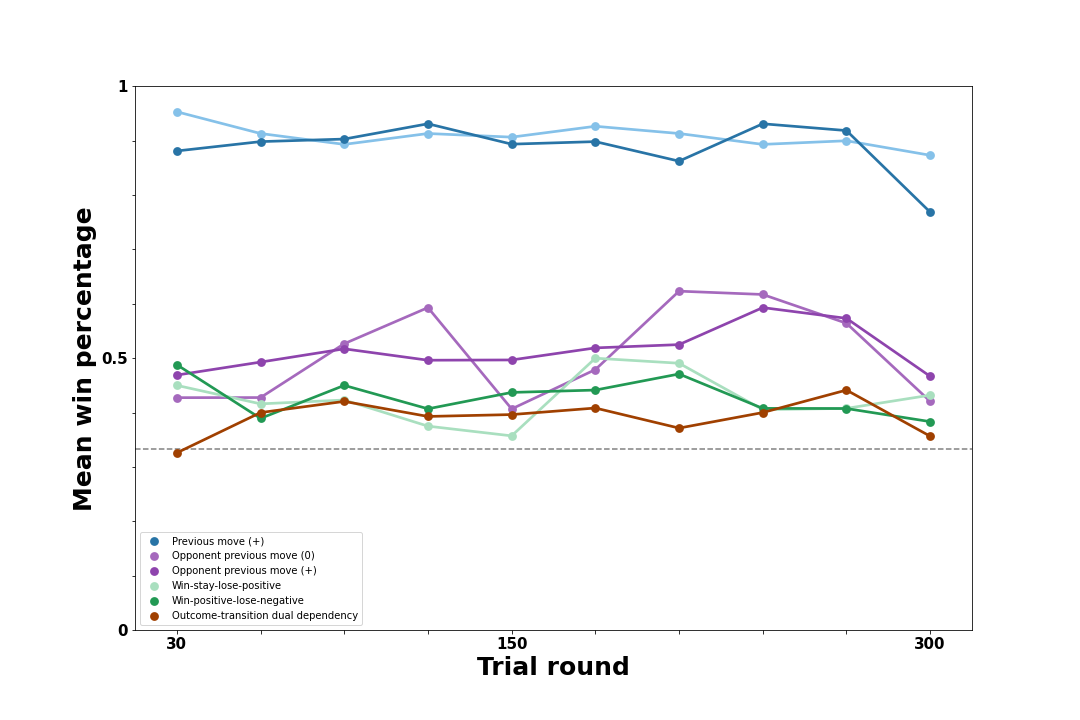 1
0.5
0
Mean win percentage
Previous move (+)
Opponent previous move (0)
Opponent previous move (+)
Win-stay-lose-positive
Win-positive-lose-negative
Outcome-transition dual dependency
30 150 300
Trial round